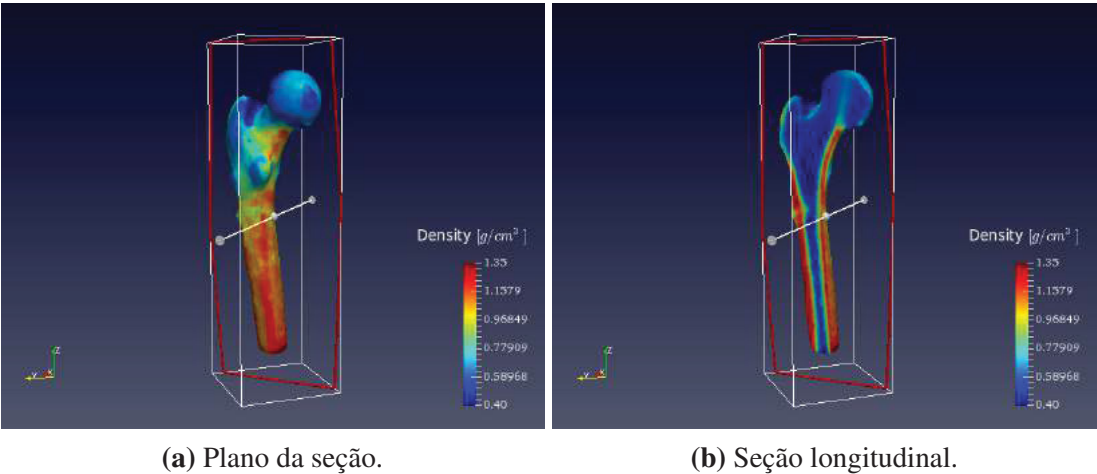 Density [g/cm³]
1.35
1.1579
0.96849
0.77909
0.58968
0.40
Z
Y
X
(a) Plano da seção.
Density [g/cm³]
1.35
1.1579
0.96849
0.77909
0.58968
0.40
Z
Y
X
(b) Seção longitudinal.